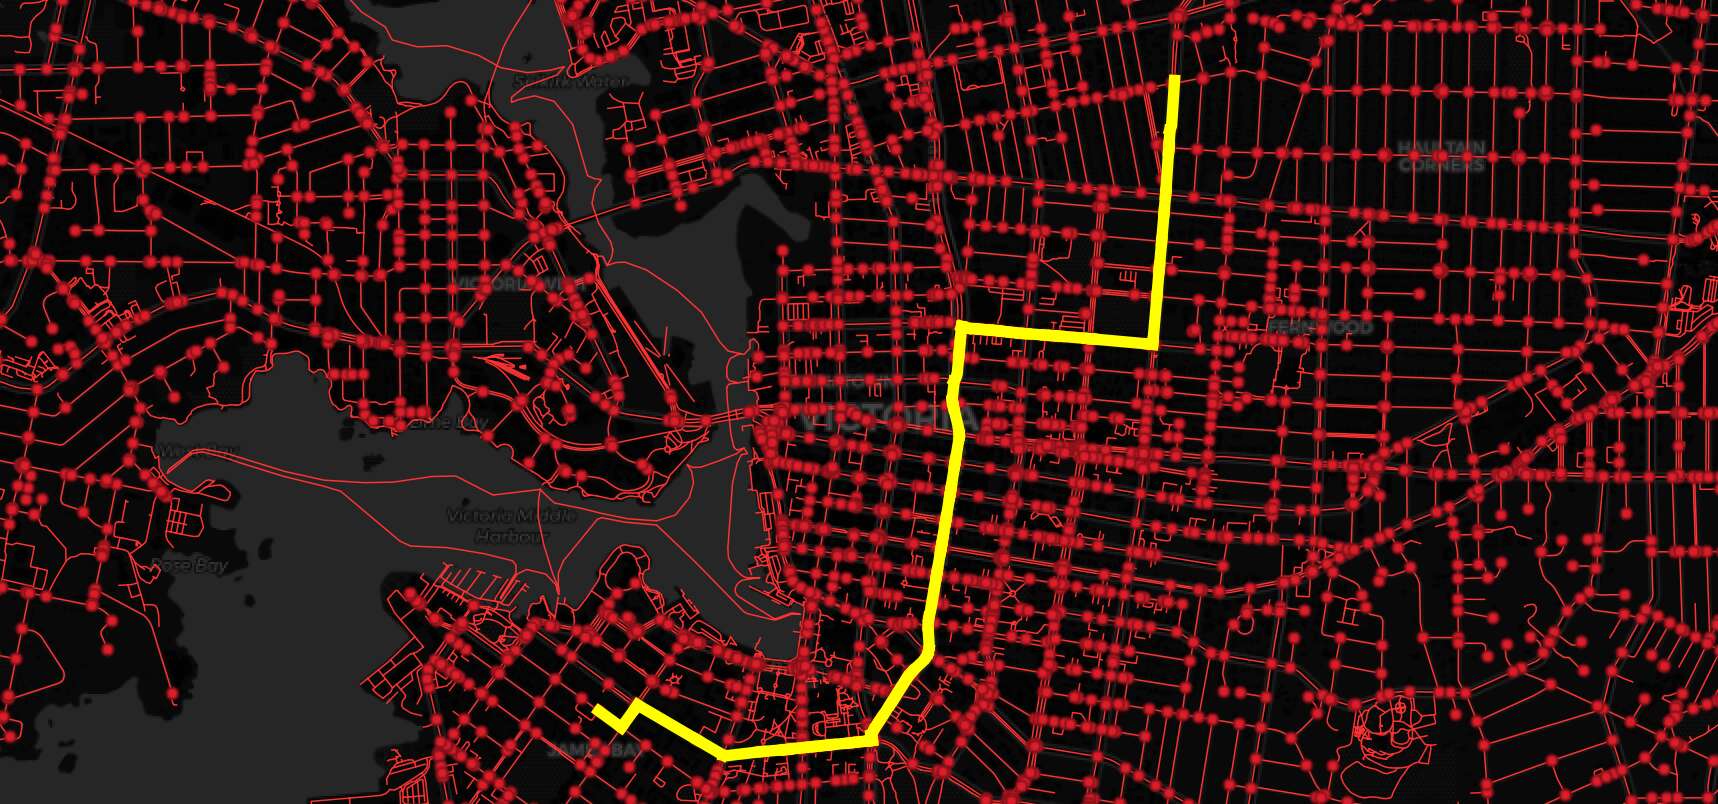 Selkirk Water
HAULTAIN
CORNERS
VICTORIA WEST
FERNWOOD
VICTORIA
Lime Bay
West Bay
Victoria Middle
Harbour
Rose Bay
JAMES BAY